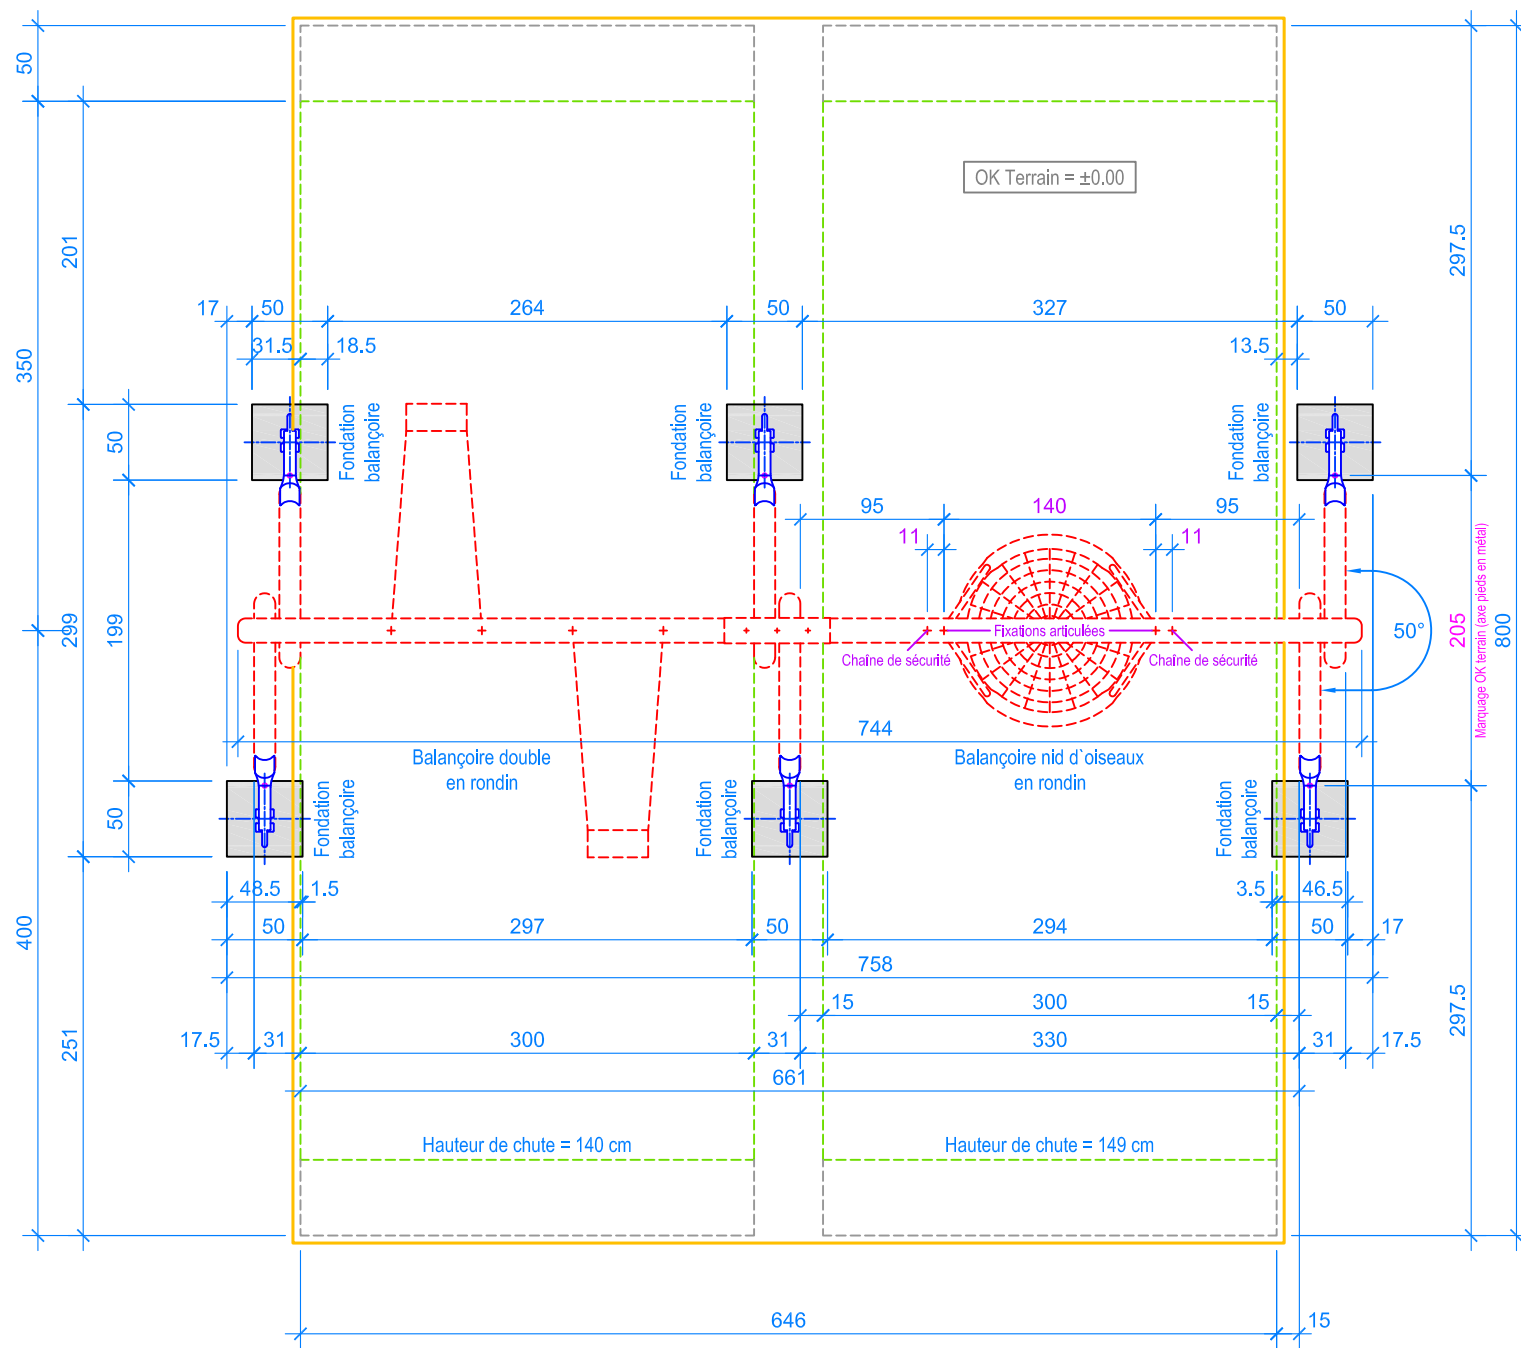 50
OK Terrain = ±0.00
201
297.5
17
50
264
50
327
50
31.5
18.5
13.5
350
Fondation
balançoire
Fondation
balançoire
Fondation
balançoire
50
95
140
95
11
11
299
199
Fixations articulées
Chaîne de sécurité
Chaîne de sécurité
50°
205
Marquage OK terrain (axe pieds en métal)
800
744
Balançoire double
en rondin
Balançoire nid d`oiseaux
en rondin
50
Fondation
balançoire
Fondation
balançoire
Fondation
balançoire
48.5
1.5
3.5
46.5
400
50
297
50
294
50
17
758
15
300
15
297.5
251
17.5
31
300
31
330
31
17.5
661
Hauteur de chute = 140 cm
Hauteur de chute = 149 cm
646
15